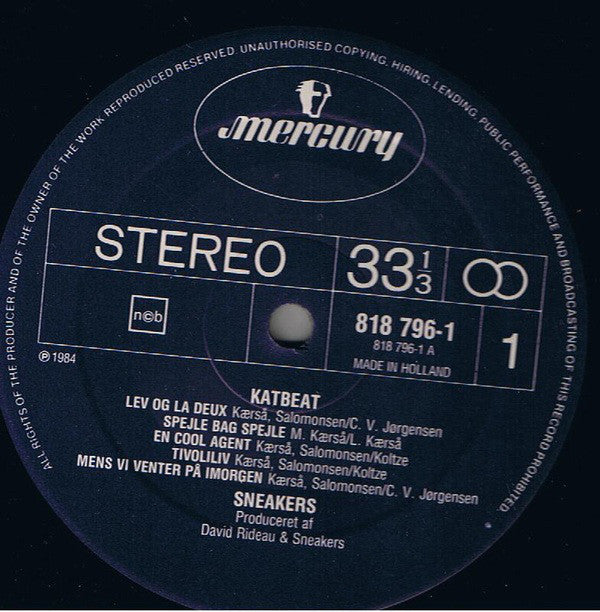 ALL RIGHTS OF THE PRODUCER AND OF THE OWNER OF THE WORK REPRODUCED RESERVED. UNAUTHORISED COPYING, HIRING, LENDING, PUBLIC PERFORMANCE AND BROADCASTING OF THIS RECORD PROHIBITED.
mercury
STEREO
33 1/3
n©b
818 796-1
818 796-1 A
MADE IN HOLLAND
1
℗ 1984
KATBEAT
LEV OG LA DEUX Kærså, Salomonsen/C. V. Jørgensen
SPEJLE BAG SPEJLE M. Kærså/L. Kærså
EN COOL AGENT Kærså, Salomonsen/Koltze
TIVOLILIV Kærså, Salomonsen/Koltze
MENS VI VENTER PÅ IMORGEN Kærså, Salomonsen/C. V. Jørgensen
SNEAKERS
Produceret af
David Rideau & Sneakers